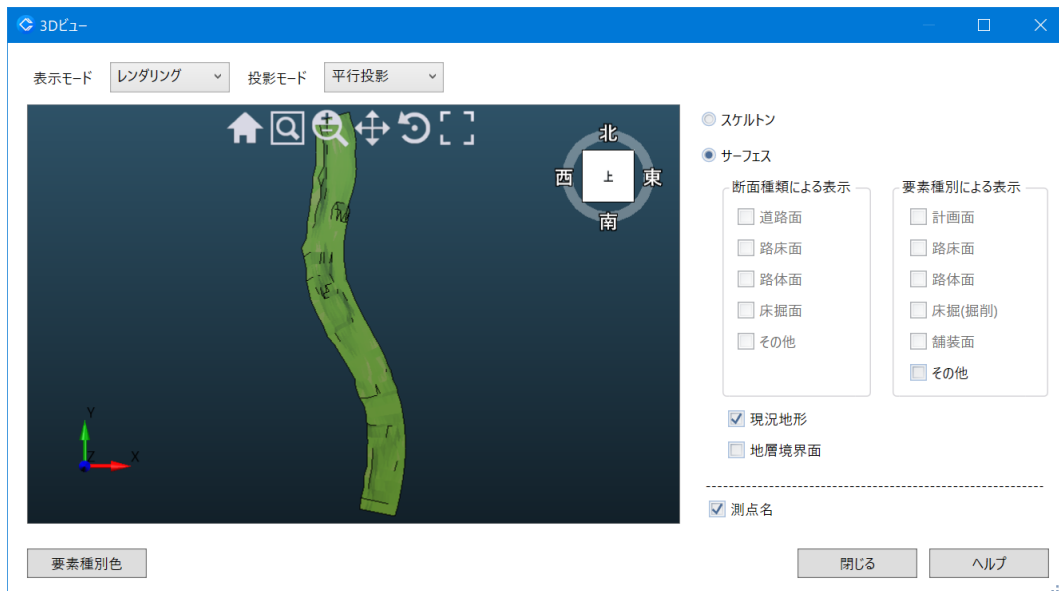 3Dビュー
表示モード レンダリング 投影モード 平行投影
スケルトン
サーフェス
断面種類による表示
道路面
路床面
路体面
床掘面
その他
要素種別による表示
計画面
路床面
路体面
床掘(掘削)
舗装面
その他
現況地形
地層境界面
測点名
北
西 上 東
南
Y
Z X
要素種別色 閉じる ヘルプ